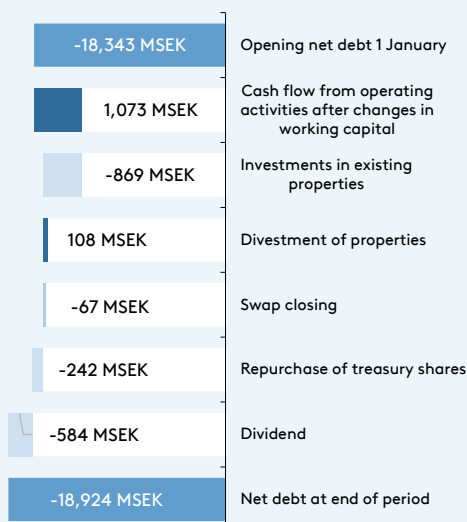 -18,343 MSEK
Opening net debt 1 January
1,073 MSEK
Cash flow from operating
activities after changes in
working capital
-869 MSEK
Investments in existing
properties
108 MSEK
Divestment of properties
-67 MSEK
Swap closing
-242 MSEK
Repurchase of treasury shares
-584 MSEK
Dividend
-18,924 MSEK
Net debt at end of period